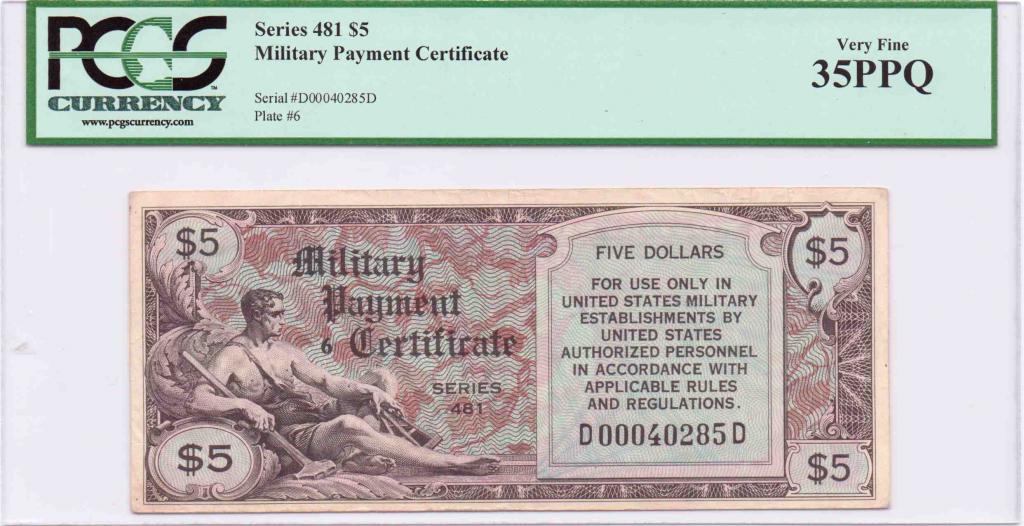 PCGS
CURRENCY
www.pcgscurrency.com
TM
Series 481 $5
Military Payment Certificate
Serial #D00040285D
Plate #6
Very Fine
35PPQ
$5
Military
Payment
6 Certificate
SERIES
481
FIVE DOLLARS
FOR USE ONLY IN
UNITED STATES MILITARY
ESTABLISHMENTS BY
UNITED STATES
AUTHORIZED PERSONNEL
IN ACCORDANCE WITH
APPLICABLE RULES
AND REGULATIONS.
D00040285D
$5
$5
$5